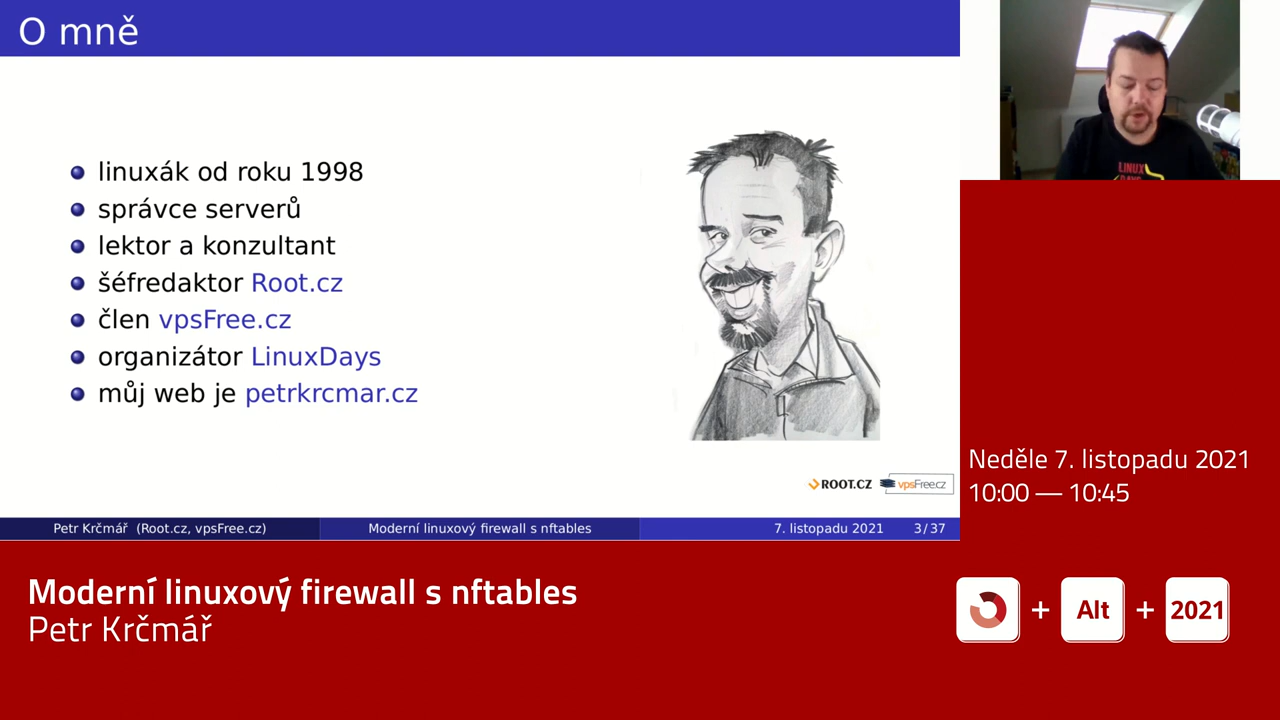 O mně
linuxák od roku 1998
správce serverů
lektor a konzultant
šéfredaktor Root.cz
člen vpsFree.cz
organizátor LinuxDays
můj web je petrkrcmar.cz
ROOT.CZ
vpsFree.cz
Petr Krčmář (Root.cz, vpsFree.cz)
Moderní linuxový firewall s nftables
7. listopadu 2021
3/37
LINUX
DAYS
Neděle 7. listopadu 2021
10:00 — 10:45
Moderní linuxový firewall s nftables
Petr Krčmář
+ Alt + 2021